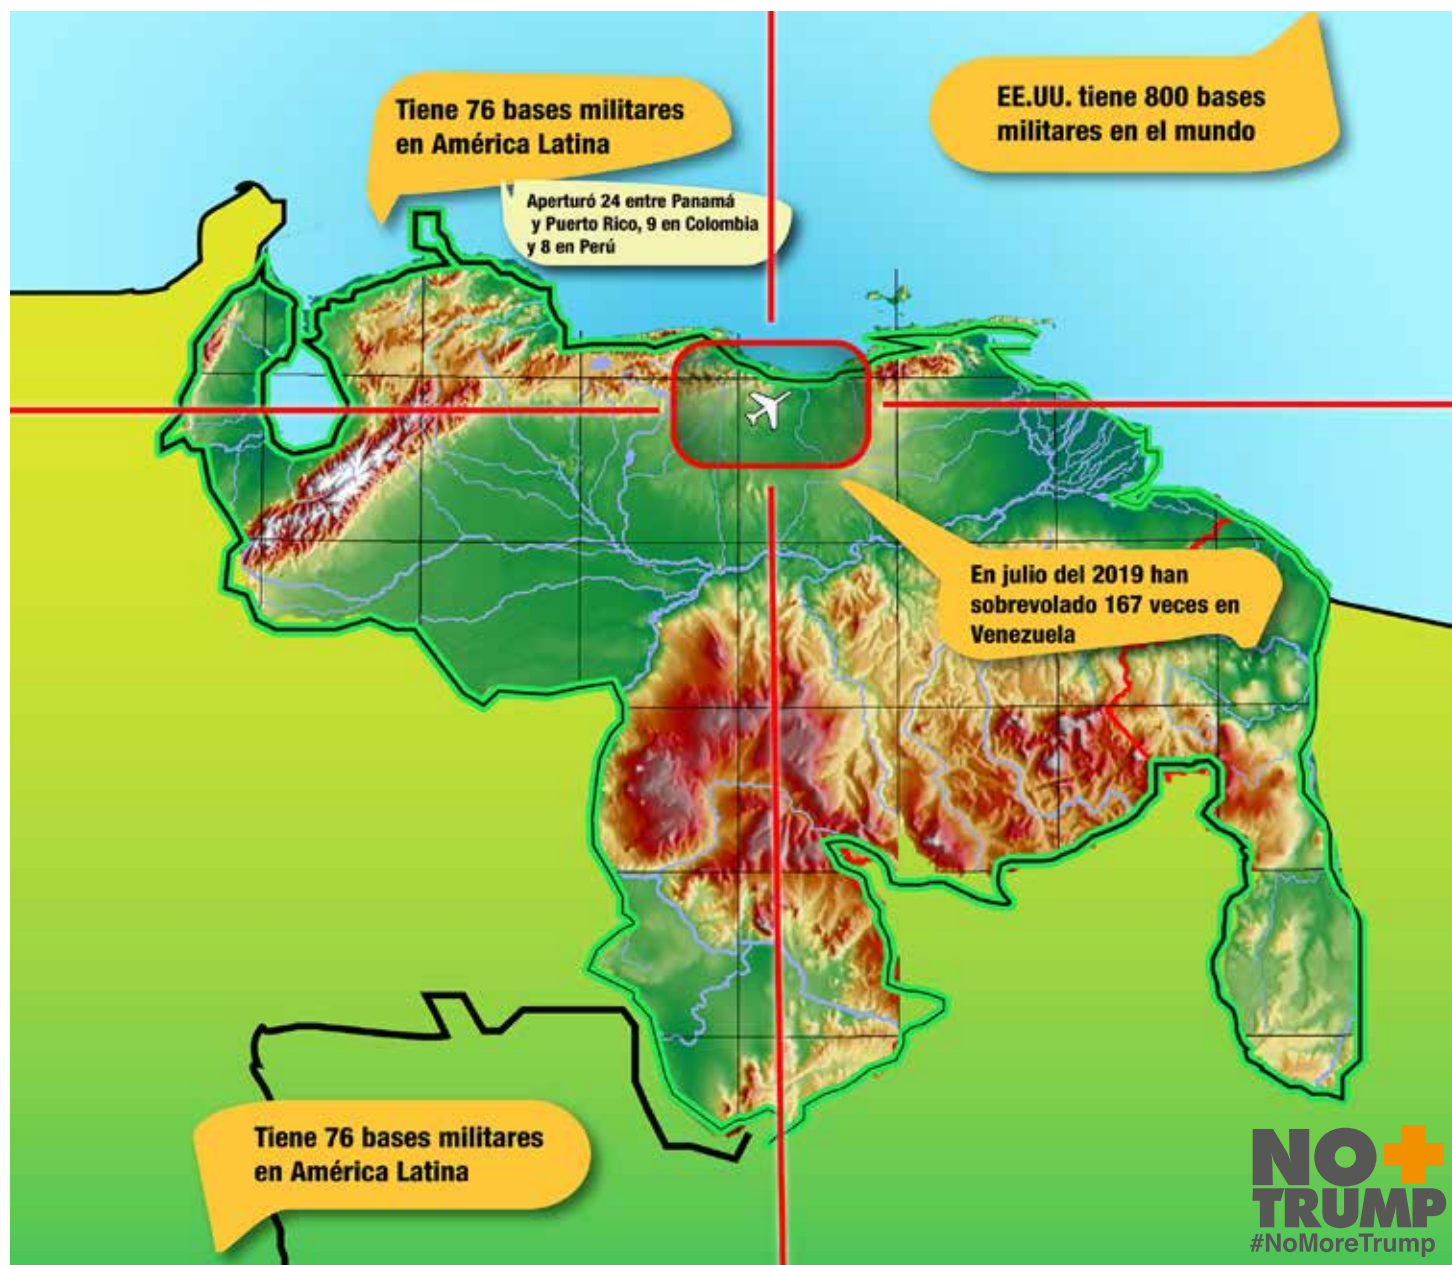 Tiene 76 bases militares
en América Latina
EE.UU. tiene 800 bases
militares en el mundo
Aperturó 24 entre Panamá
y Puerto Rico, 9 en Colombia
y 8 en Perú
En julio del 2019 han
sobrevolado 167 veces en
Venezuela
Tiene 76 bases militares
en América Latina
NO+
TRUMP
#NoMoreTrump